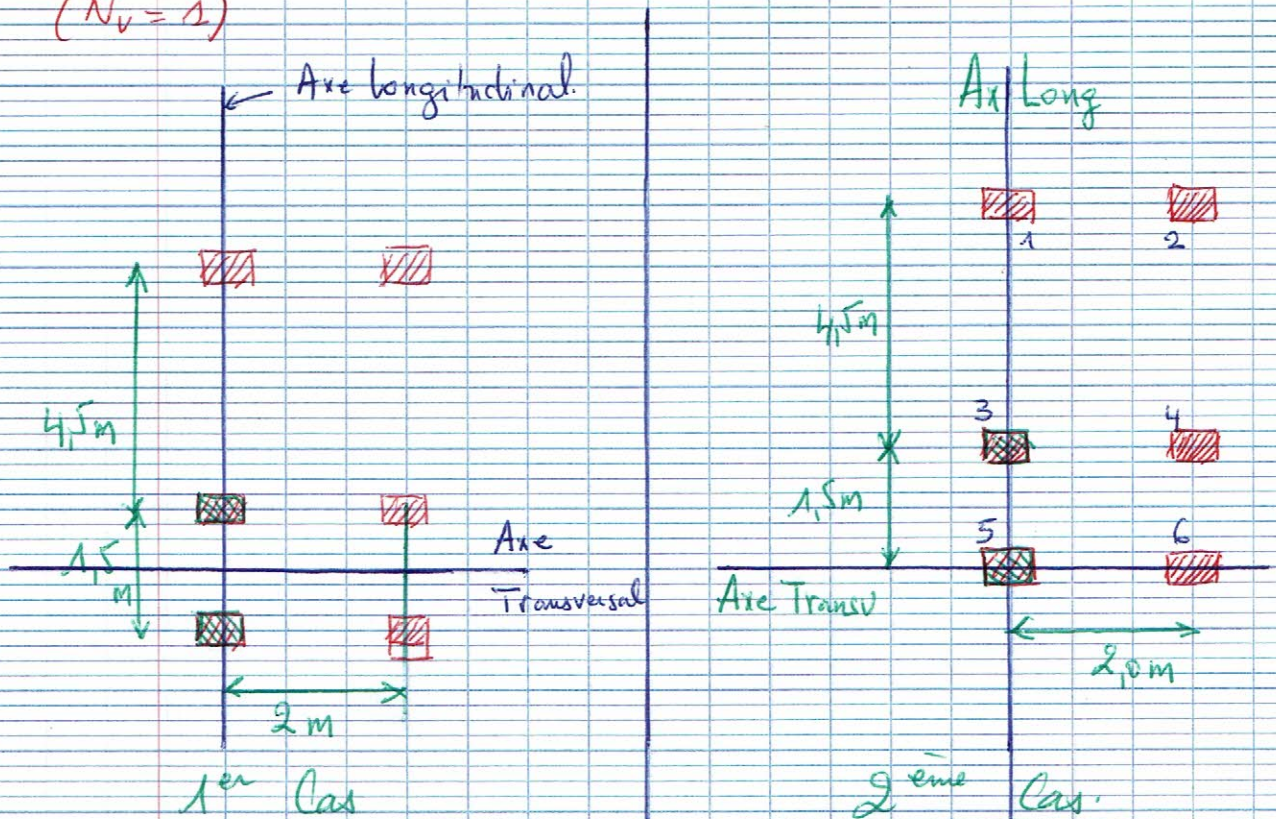 (Nv = 1)
Axe Longitudinal.
4,5m
1,5
m
Axe
Transversal
2 m
1er Cas
Ax Long
1
2
4,5m
3
4
1,5m
5
6
Axe Transv
2,0m
2ème Cas.